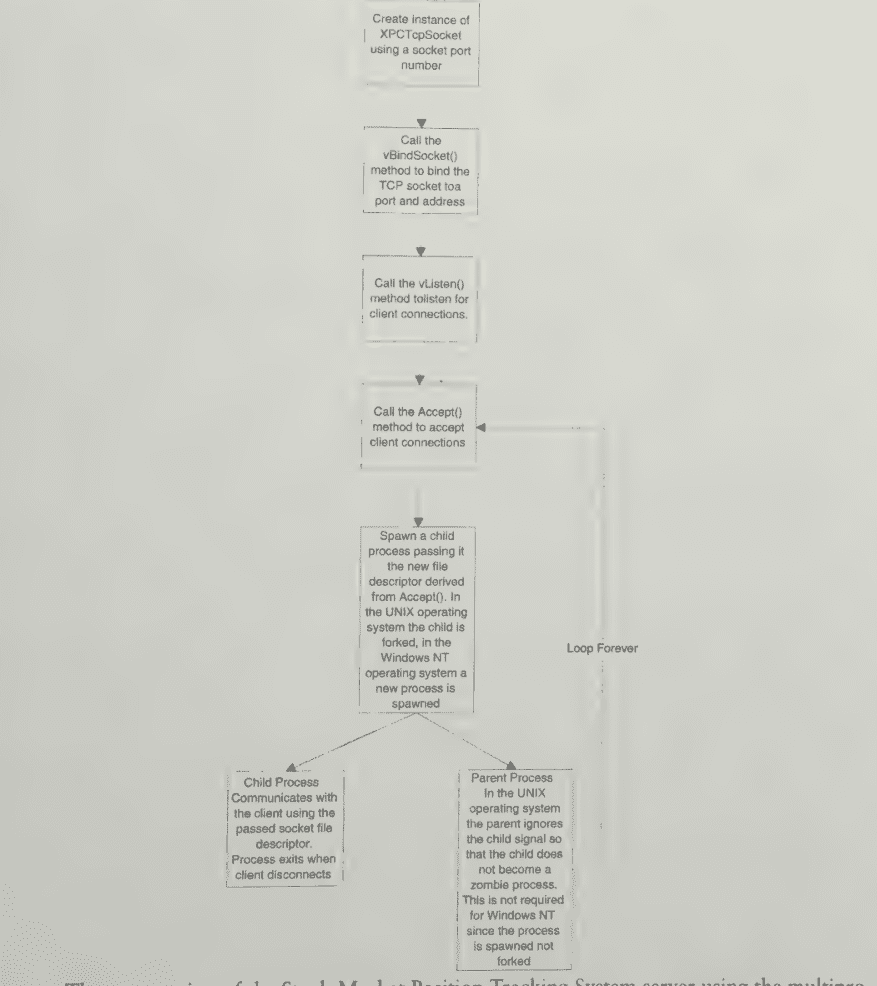 Create instance of
XPCTcpSocket
using a socket port
number
Call the
vBindSocket()
method to bind the
TCP socket toa
port and address
Call the vListen()
method tolisten for
client connections.
Call the Accept()
method to accept
client connections
Spawn a child
process passing it
the new file
descriptor derived
from Accept(). In
the UNIX operating
system the child is
forked, in the
Windows NT
operating system a
new process is
spawned
Loop Forever
Child Process
Communicates with
the client using the
passed socket file
descriptor.
Process exits when
client disconnects
Parent Process
In the UNIX
operating system
the parent ignores
the child signal so
that the child does
not become a
zombie process.
This is not required
for Windows NT
since the process
is spawned not
forked
Position Tracking System server using the